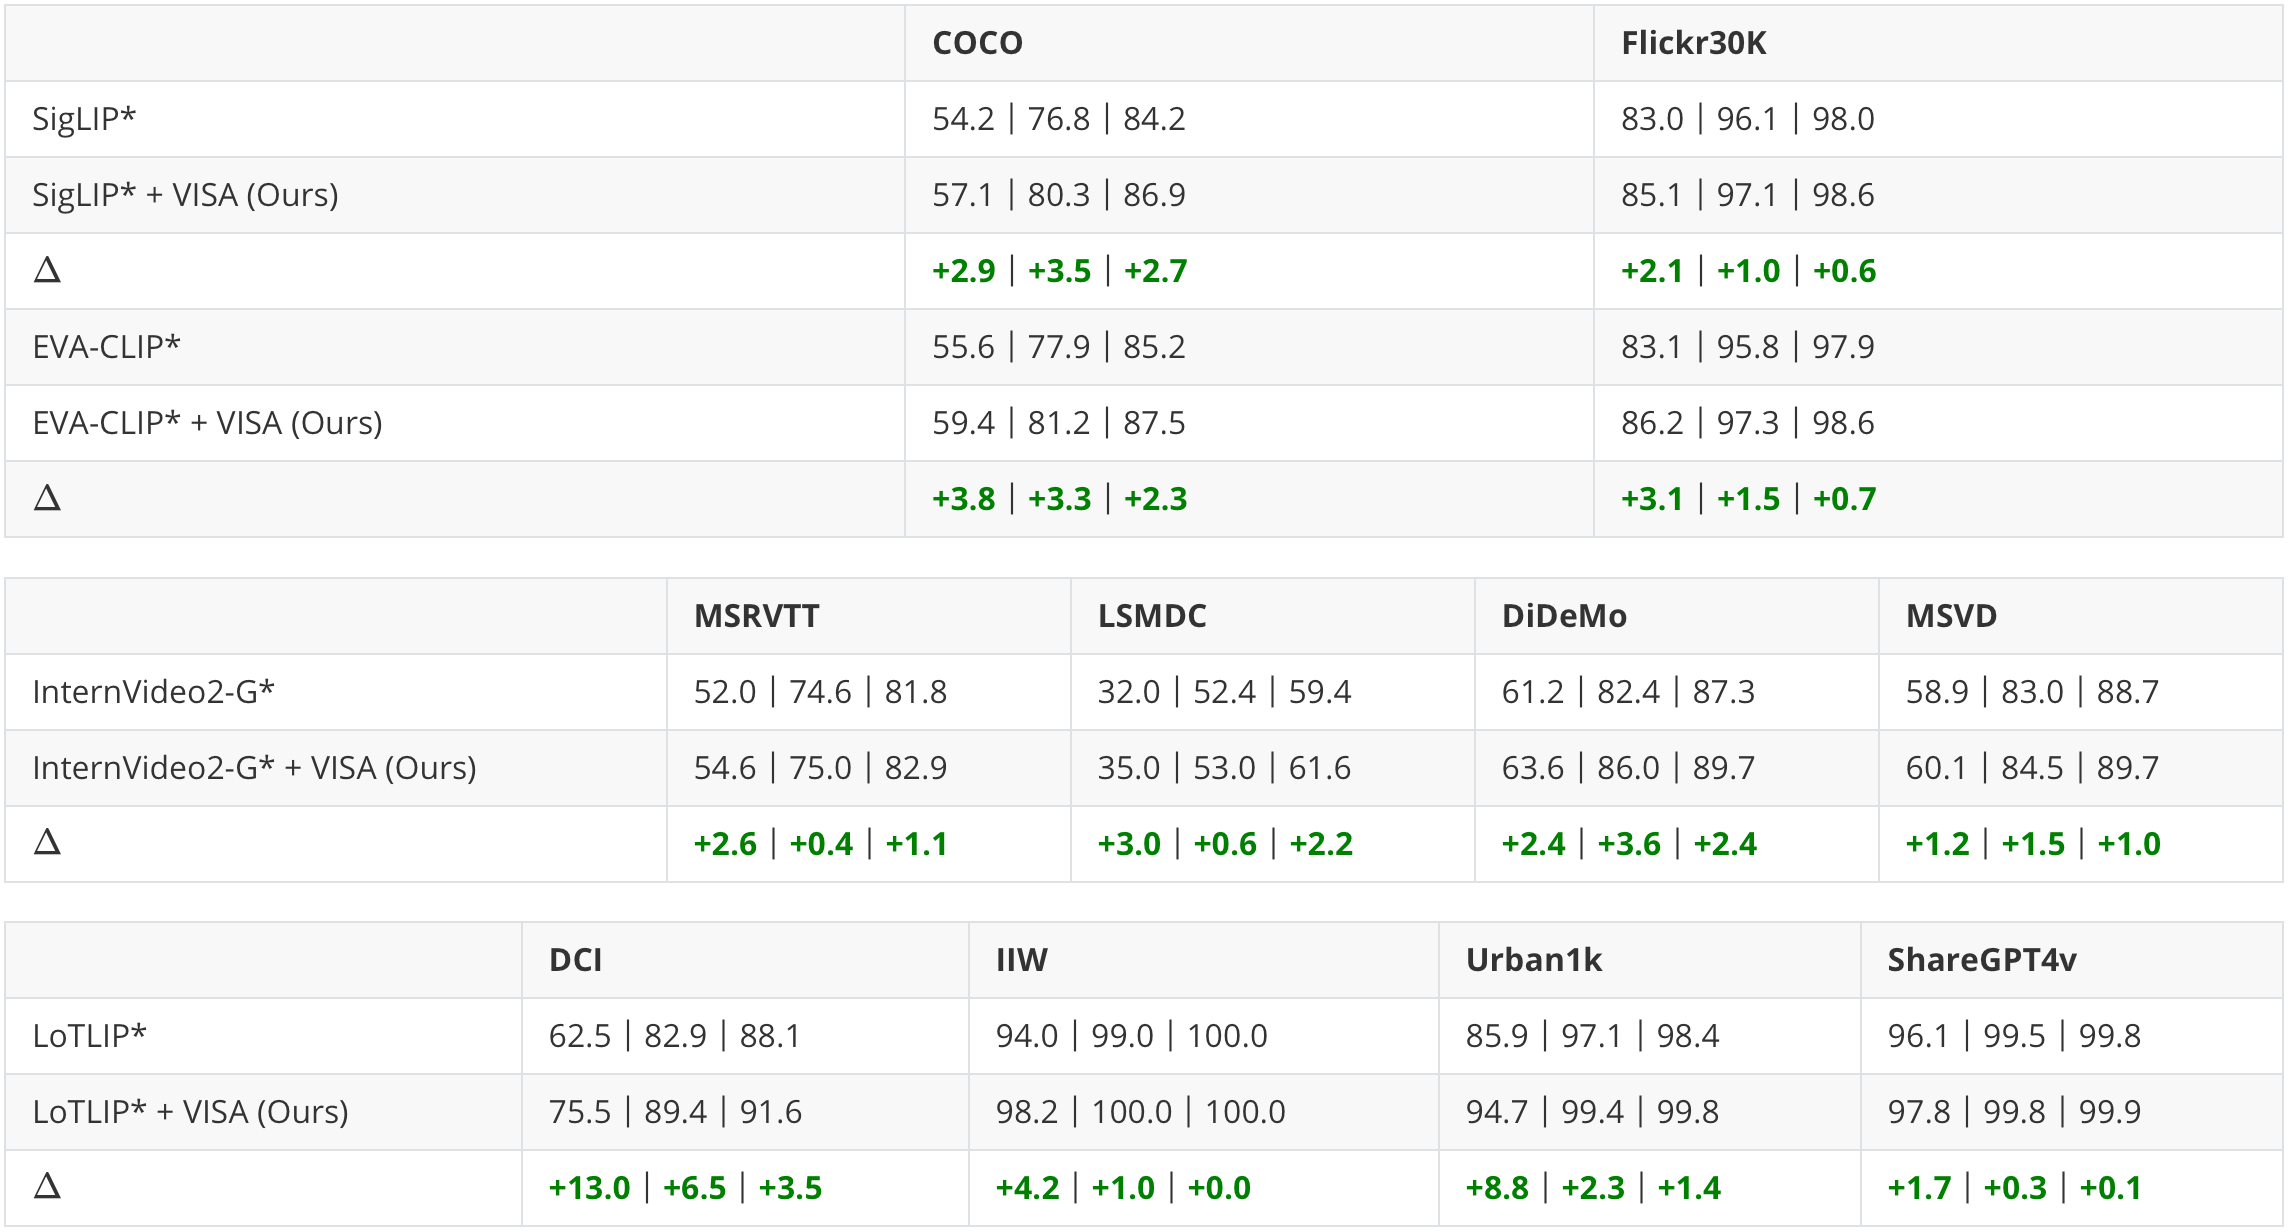 COCO Flickr30K
SigLIP* 54.2 | 76.8 | 84.2 83.0 | 96.1 | 98.0
SigLIP* + VISA (Ours) 57.1 | 80.3 | 86.9 85.1 | 97.1 | 98.6
Δ +2.9 | +3.5 | +2.7 +2.1 | +1.0 | +0.6
EVA-CLIP* 55.6 | 77.9 | 85.2 83.1 | 95.8 | 97.9
EVA-CLIP* + VISA (Ours) 59.4 | 81.2 | 87.5 86.2 | 97.3 | 98.6
Δ +3.8 | +3.3 | +2.3 +3.1 | +1.5 | +0.7
MSRVTT LSMDC DiDeMo MSVD
InternVideo2-G* 52.0 | 74.6 | 81.8 32.0 | 52.4 | 59.4 61.2 | 82.4 | 87.3 58.9 | 83.0 | 88.7
InternVideo2-G* + VISA (Ours) 54.6 | 75.0 | 82.9 35.0 | 53.0 | 61.6 63.6 | 86.0 | 89.7 60.1 | 84.5 | 89.7
Δ +2.6 | +0.4 | +1.1 +3.0 | +0.6 | +2.2 +2.4 | +3.6 | +2.4 +1.2 | +1.5 | +1.0
DCI IIW Urban1k ShareGPT4v
LoTLIP* 62.5 | 82.9 | 88.1 94.0 | 99.0 | 100.0 85.9 | 97.1 | 98.4 96.1 | 99.5 | 99.8
LoTLIP* + VISA (Ours) 75.5 | 89.4 | 91.6 98.2 | 100.0 | 100.0 94.7 | 99.4 | 99.8 97.8 | 99.8 | 99.9
Δ +13.0 | +6.5 | +3.5 +4.2 | +1.0 | +0.0 +8.8 | +2.3 | +1.4 +1.7 | +0.3 | +0.1